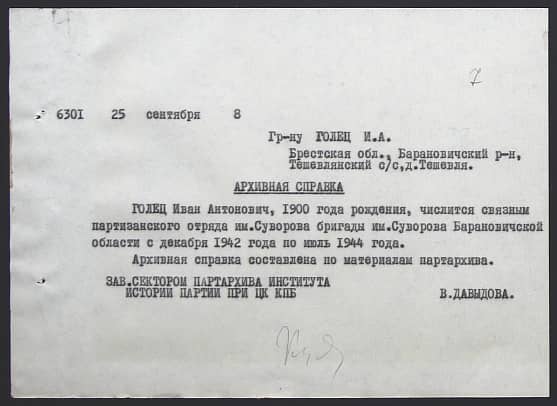 7
6301 25 сентября 8
Гр-ну ГОЛЕЦ И.А.
Брестская обл., Барановичский р-н,
Тешевлянский с/с,д.Тешевля.
АРХИВНАЯ СПРАВКА
ГОЛЕЦ Иван Антонович, 1900 года рождения, числится связным
партизанского отряда им.Суворова бригады им.Суворова Барановичской
области с декабря 1942 года по июль 1944 года.
Архивная справка составлена по материалам партархива.
ЗАВ.СЕКТОРОМ ПАРТАРХИВА ИНСТИТУТА
ИСТОРИИ ПАРТИИ ПРИ ЦК КПБ В.ДАВЫДОВА.